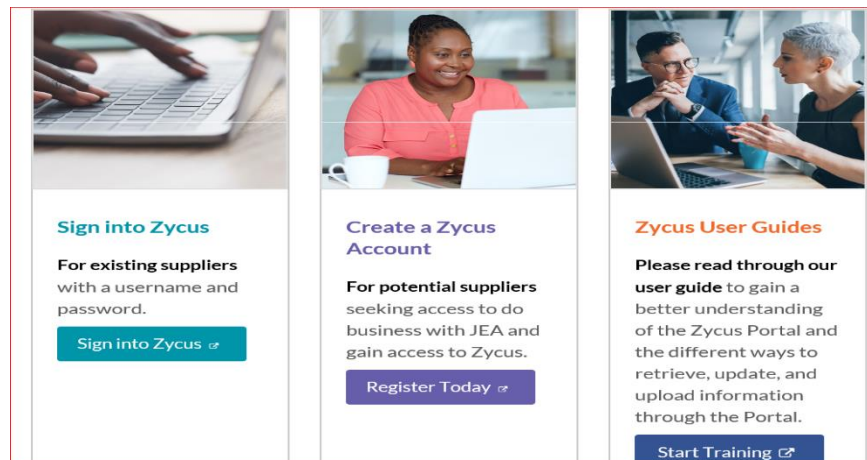 Sign into Zycus
For existing suppliers
with a username and
password.
Sign into Zycus
Create a Zycus
Account
For potential suppliers
seeking access to do
business with JEA and
gain access to Zycus.
Register Today
Zycus User Guides
Please read through our
user guide to gain a
better understanding
of the Zycus Portal and
the different ways to
retrieve, update, and
upload information
through the Portal.
Start Training